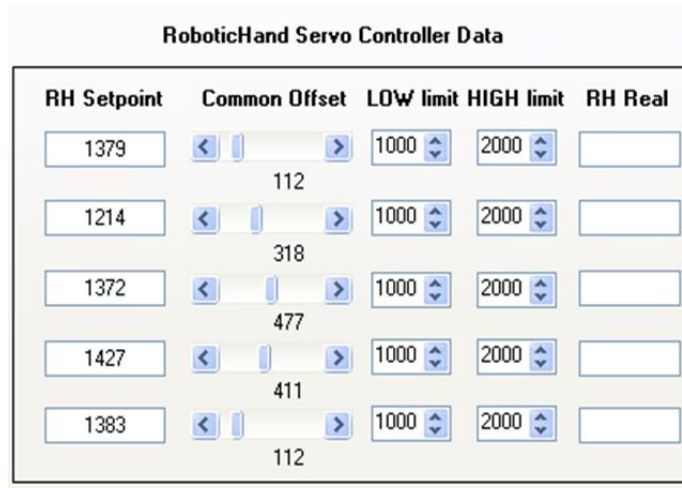 RoboticHand Servo Controller Data
RH Setpoint Common Offset LOW limit HIGH limit RH Real
1379 1000 2000
112
1214 1000 2000
318
1372 1000 2000
477
1427 1000 2000
411
1383 1000 2000
112